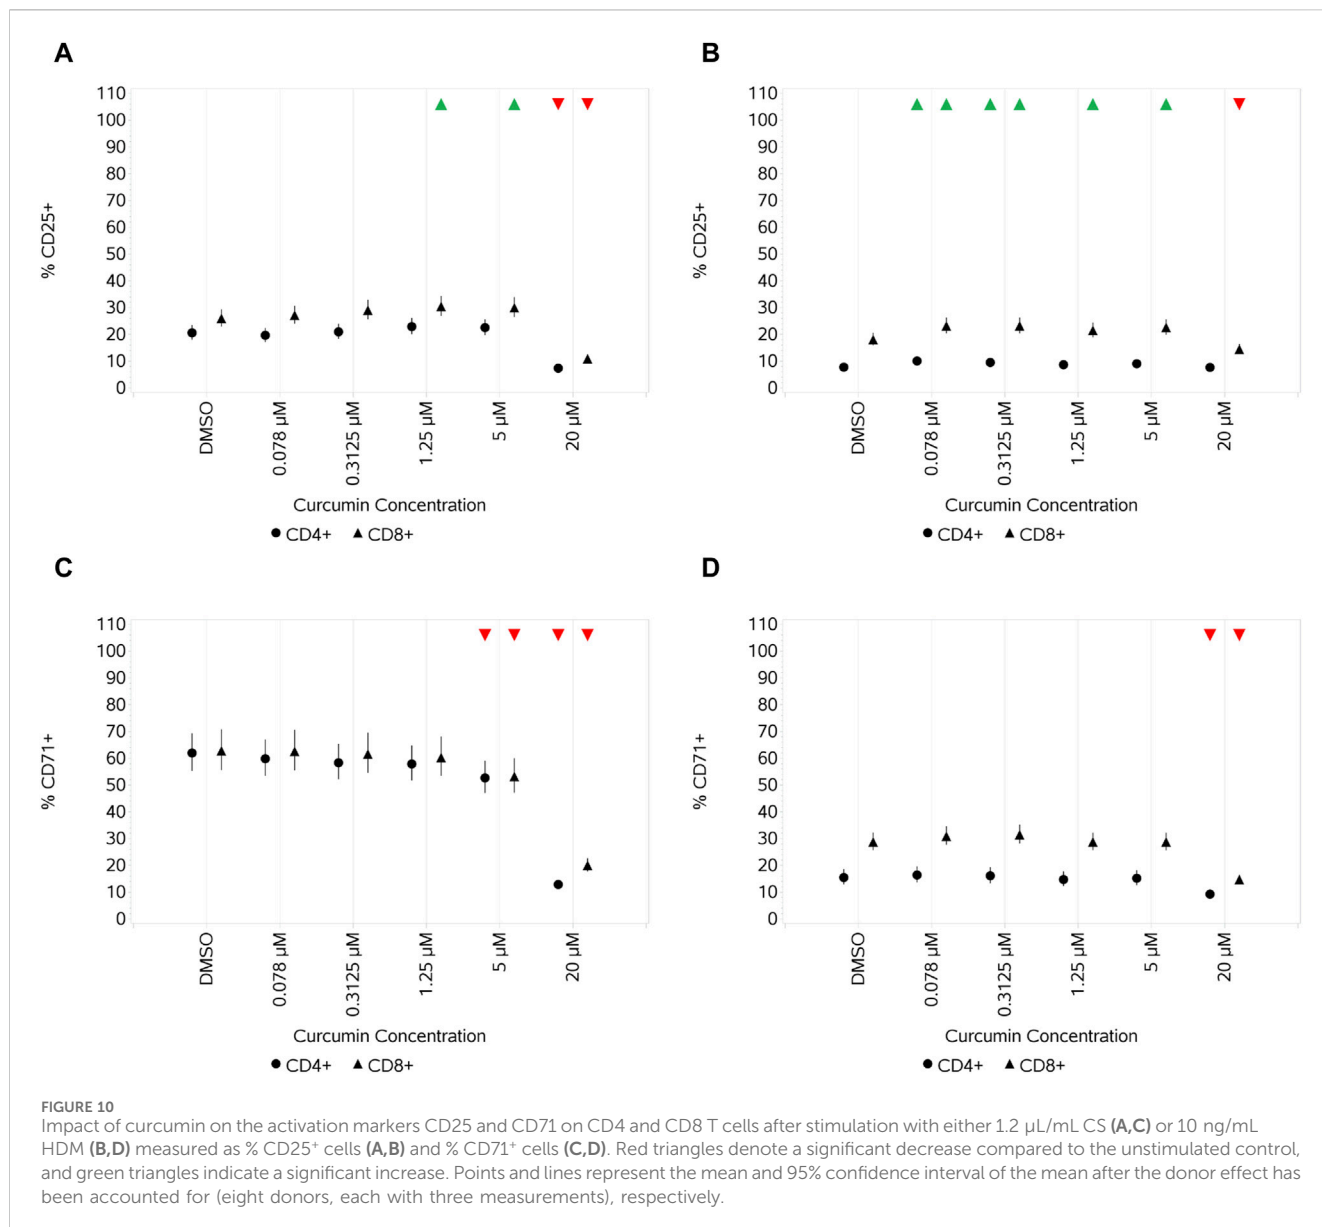 A
110
100
90
80
70
60
50
40
30
20
10
0
% CD25+
DMSO
0.078 µM
0.3125 µM
1.25 µM
5 µM
20 µM
Curcumin Concentration
● CD4+ ▲ CD8+
B
110
100
90
80
70
60
50
40
30
20
10
0
% CD25+
DMSO
0.078 µM
0.3125 µM
1.25 µM
5 µM
20 µM
Curcumin Concentration
● CD4+ ▲ CD8+
C
110
100
90
80
70
60
50
40
30
20
10
0
% CD71+
DMSO
0.078 µM
0.3125 µM
1.25 µM
5 µM
20 µM
Curcumin Concentration
● CD4+ ▲ CD8+
D
110
100
90
80
70
60
50
40
30
20
10
0
% CD71+
DMSO
0.078 µM
0.3125 µM
1.25 µM
5 µM
20 µM
Curcumin Concentration
● CD4+ ▲ CD8+
FIGURE 10
Impact of curcumin on the activation markers CD25 and CD71 on CD4 and CD8 T cells after stimulation with either 1.2 µL/mL CS (A,C) or 10 ng/mL
HDM (B,D) measured as % CD25⁺ cells (A,B) and % CD71⁺ cells (C,D). Red triangles denote a significant decrease compared to the unstimulated control,
and green triangles indicate a significant increase. Points and lines represent the mean and 95% confidence interval of the mean after the donor effect has
been accounted for (eight donors, each with three measurements), respectively.